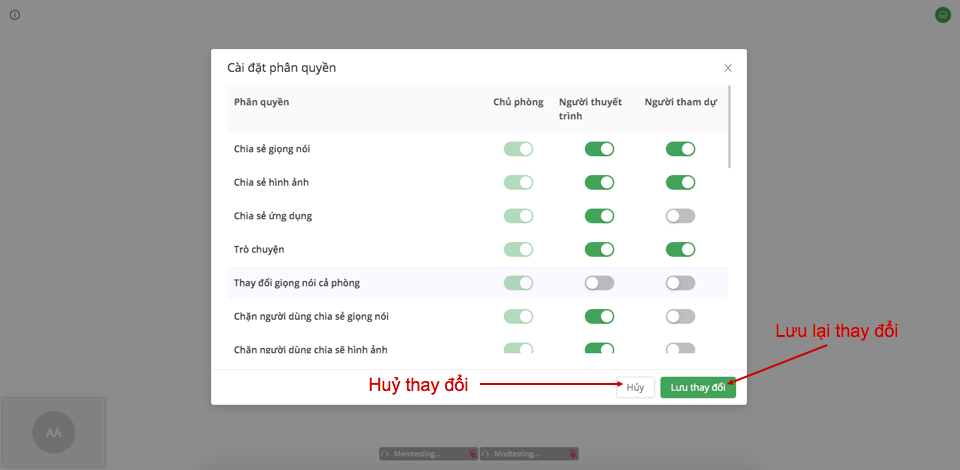 Cài đặt phân quyền
Phân quyền Chủ phòng Người thuyết trình Người tham dự
Chia sẻ giọng nói
Chia sẻ hình ảnh
Chia sẻ ứng dụng
Trò chuyện
Thay đổi giọng nói cả phòng
Chặn người dùng chia sẻ giọng nói
Chặn người dùng chia sẽ hình ảnh
Lưu lại thay đổi
Huỷ thay đổi
Hủy Lưu thay đổi
AA
Memtesting... Modtesting...